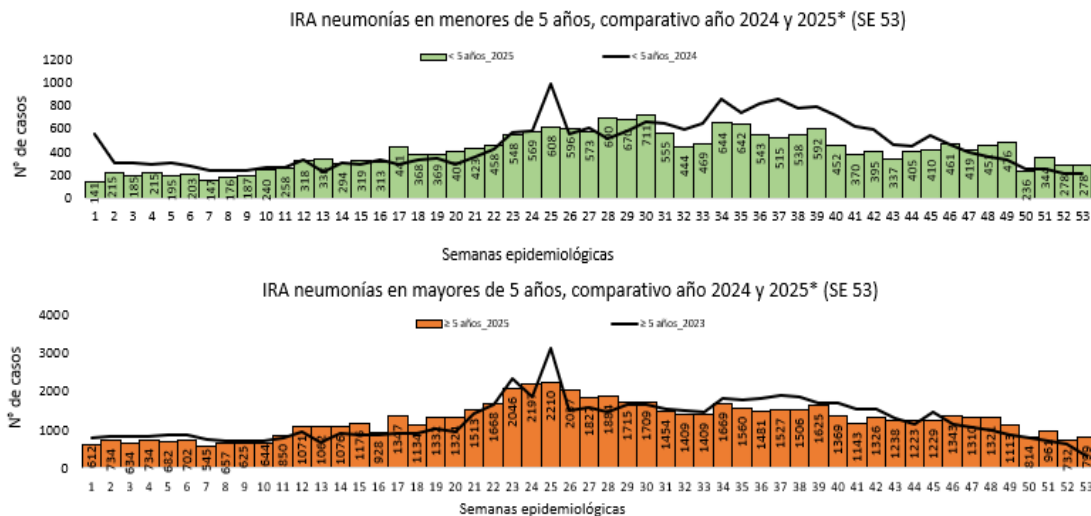 IRA neumonías en menores de 5 años, comparativo año 2024 y 2025* (SE 53)
< 5 años_2025 < 5 años_2024
N° de casos
1200
1000
800
600
400
200
0
141 215 185 215 195 203 147 176 187 240 258 318 294 319 313 441 368 369 423 458 548 569 608 596 573 711 555 444 469 644 642 543 515 538 592 452 370 395 337 405 410 461 419 236 344 278 278
1 2 3 4 5 6 7 8 9 10 11 12 13 14 15 16 17 18 19 20 21 22 23 24 25 26 27 28 29 30 31 32 33 34 35 36 37 38 39 40 41 42 43 44 45 46 47 48 49 50 51 52 53
Semanas epidemiológicas
IRA neumonías en mayores de 5 años, comparativo año 2024 y 2025* (SE 53)
≥ 5 años_2025 ≥ 5 años_2023
N° de casos
4000
3000
2000
1000
0
612 734 634 734 682 702 545 657 625 644 850 1071 1076 928 1347 1513 1668 2046 2210 1715 1709 1454 1409 1409 1669 1560 1481 1527 1506 1625 1369 1143 1326 1238 1223 1229 1310 814 732 799
1 2 3 4 5 6 7 8 9 10 11 12 13 14 15 16 17 18 19 20 21 22 23 24 25 26 27 28 29 30 31 32 33 34 35 36 37 38 39 40 41 42 43 44 45 46 47 48 49 50 51 52 53
Semanas epidemiológicas